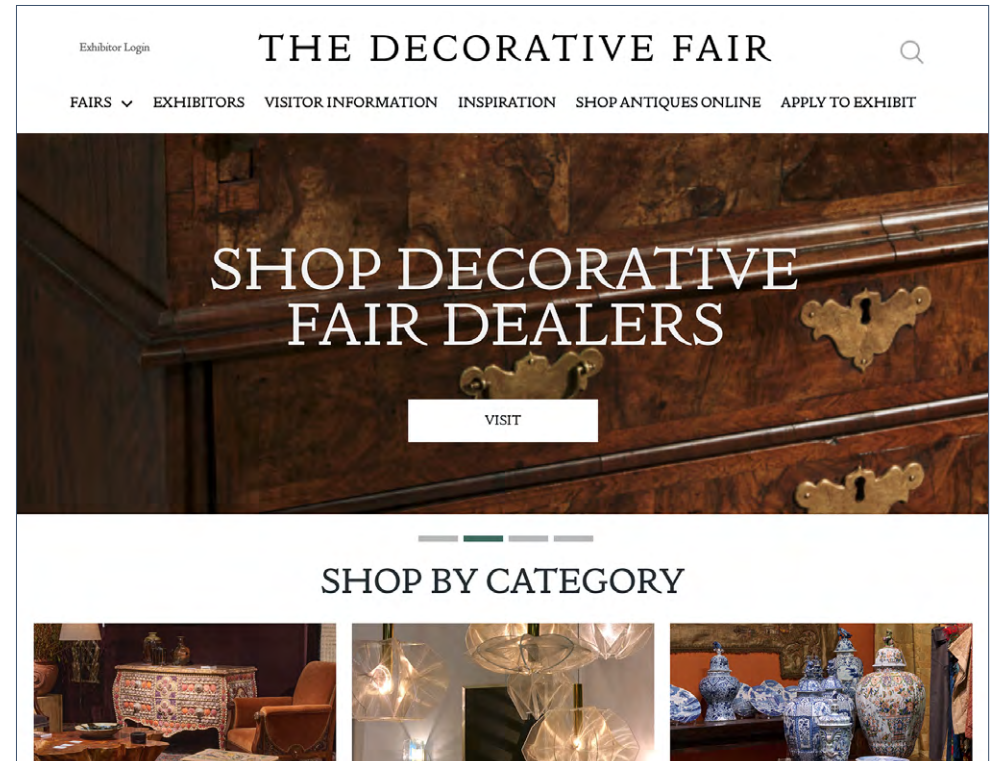 Exhibitor Login
THE DECORATIVE FAIR
FAIRS EXHIBITORS VISITOR INFORMATION INSPIRATION SHOP ANTIQUES ONLINE APPLY TO EXHIBIT
SHOP DECORATIVE
FAIR DEALERS
VISIT
SHOP BY CATEGORY